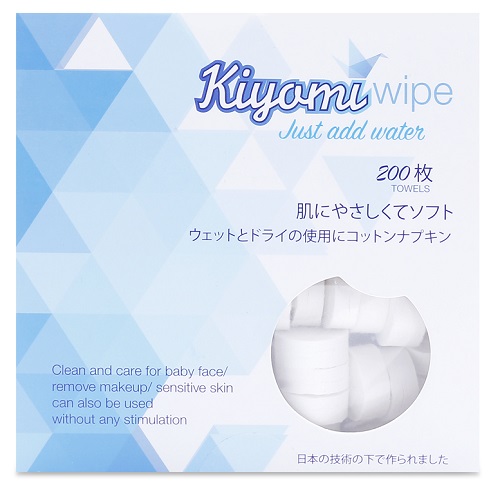 Kiyomi wipe
Just add water
200 枚
TOWELS
肌にやさしくてソフト
ウェットとドライの使用にコットンナプキン
Clean and care for baby face/
remove makeup/ sensitive skin
can also be used
without any stimulation
日本の技術の下で作られました